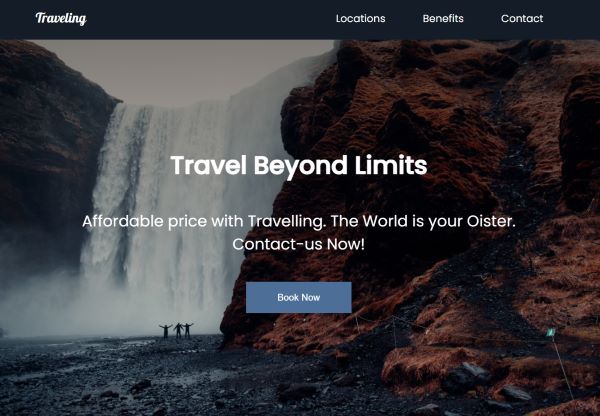 Traveling
Locations Benefits Contact
Travel Beyond Limits
Affordable price with Travelling. The World is your Oister.
Contact-us Now!
Book Now